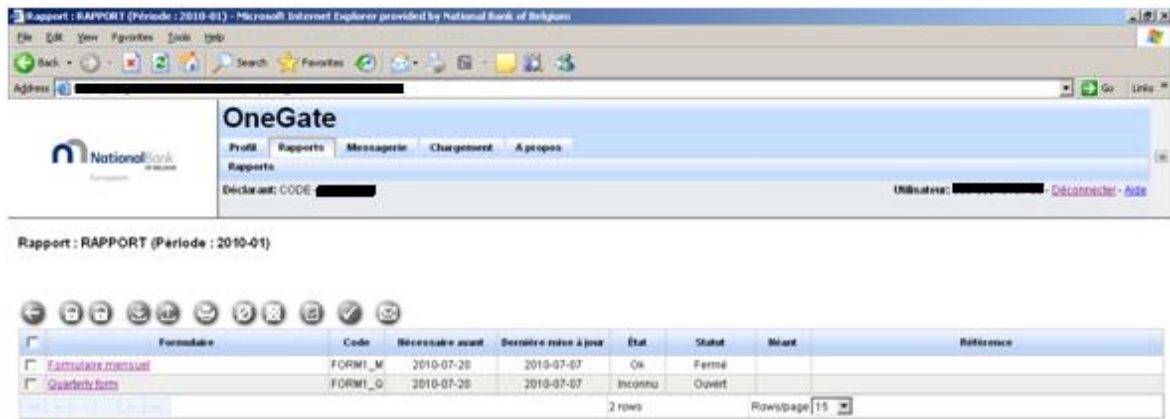 Rapport : RAPPORT (Période : 2010-01) - Microsoft Internet Explorer provided by National Bank of Belgium
File Edit View Favorites Tools Help
Back Search Favorites
Address Go Links »
OneGate
NationalBank
OF BELGIUM
Eurosystem
Profil Rapports Messagerie Chargement A propos
Rapports
Déclarant: CODE - Utilisateur: - Déconnecter - Aide
Rapport : RAPPORT (Période : 2010-01)
Formulaire Code Nécessaire avant Dernière mise à jour État Statut Néant Référence
Formulaire mensuel FORM1_M 2010-07-20 2010-07-07 Ok Fermé
Quarterly form FORM1_Q 2010-07-20 2010-07-07 Inconnu Ouvert
2 rows Rows/page 15